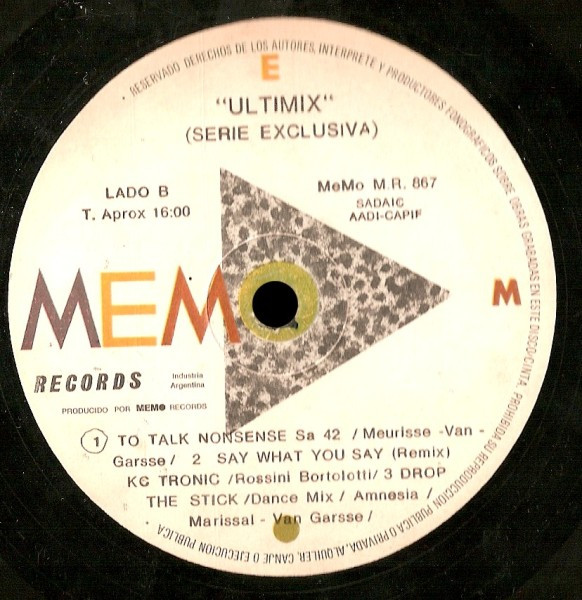 RESERVADO DERECHOS DE LOS AUTORES, INTERPRETE Y PRODUCTORES FONOGRAFICOS SOBRE OBRAS GRABADAS EN ESTE DISCO/CINTA. PROHIBIDA SU REPRODUCCION PUBLICA O PRIVADA, ALQUILER, CANJE O EJECUCION PUBLICA
E
"ULTIMIX"
(SERIE EXCLUSIVA)
LADO B
T. Aprox 16:00
MeMo M.R. 867
SADAIC
AADI-CAPIF
MEM
M
RECORDS
Industria
Argentina
PRODUCIDO POR MEMO RECORDS
1 TO TALK NONSENSE Sa 42 /Meurisse -Van -
Garsse/ 2 SAY WHAT YOU SAY (Remix)
KC TRONIC /Rossini Bortolotti/ 3 DROP
THE STICK /Dance Mix / Amnesia /
Marissal - Van Garsse/